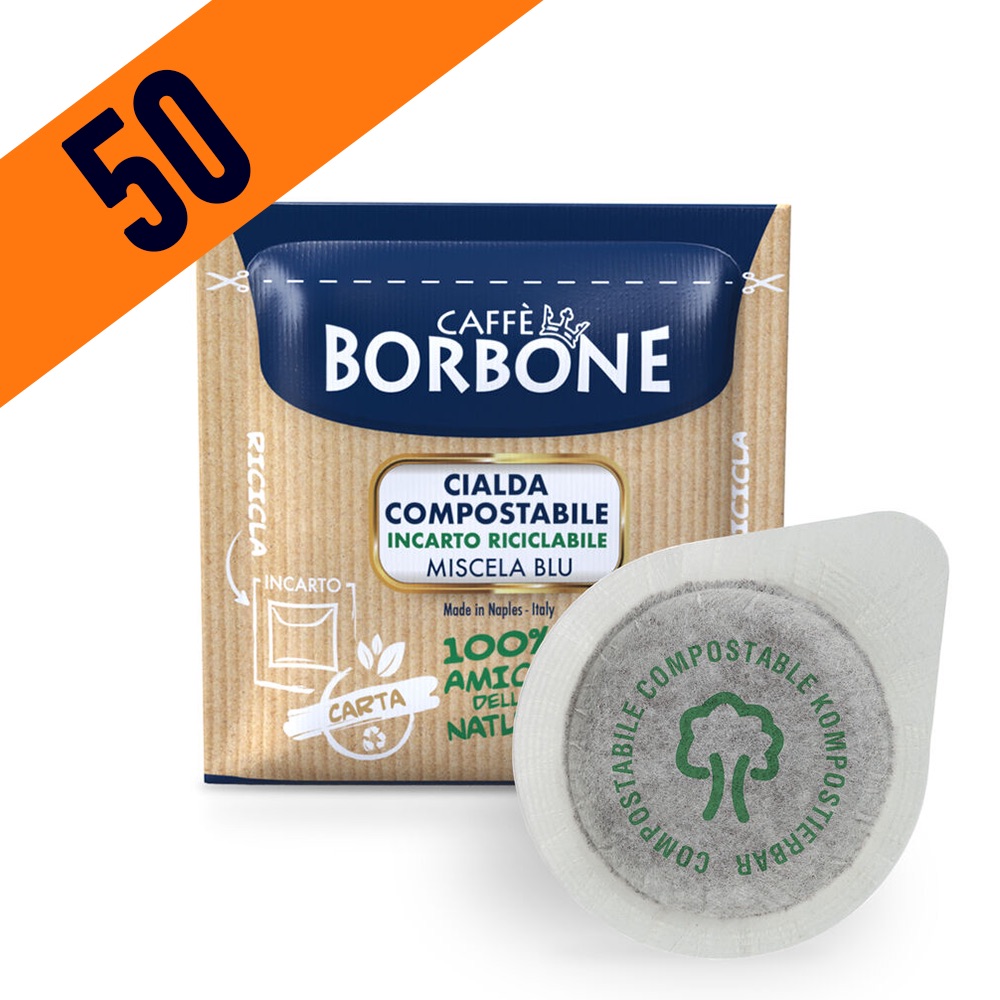 50
CAFFÈ
BORBONE
CIALDA
COMPOSTABILE
INCARTO RICICLABILE
MISCELA BLU
Made in Naples - Italy
RICICLA
INCARTO
CARTA
100%
AMIC
DELL
NATU
ICICLA
COMPOSTABILE COMPOSTABLE KOMPOSTIERBAR